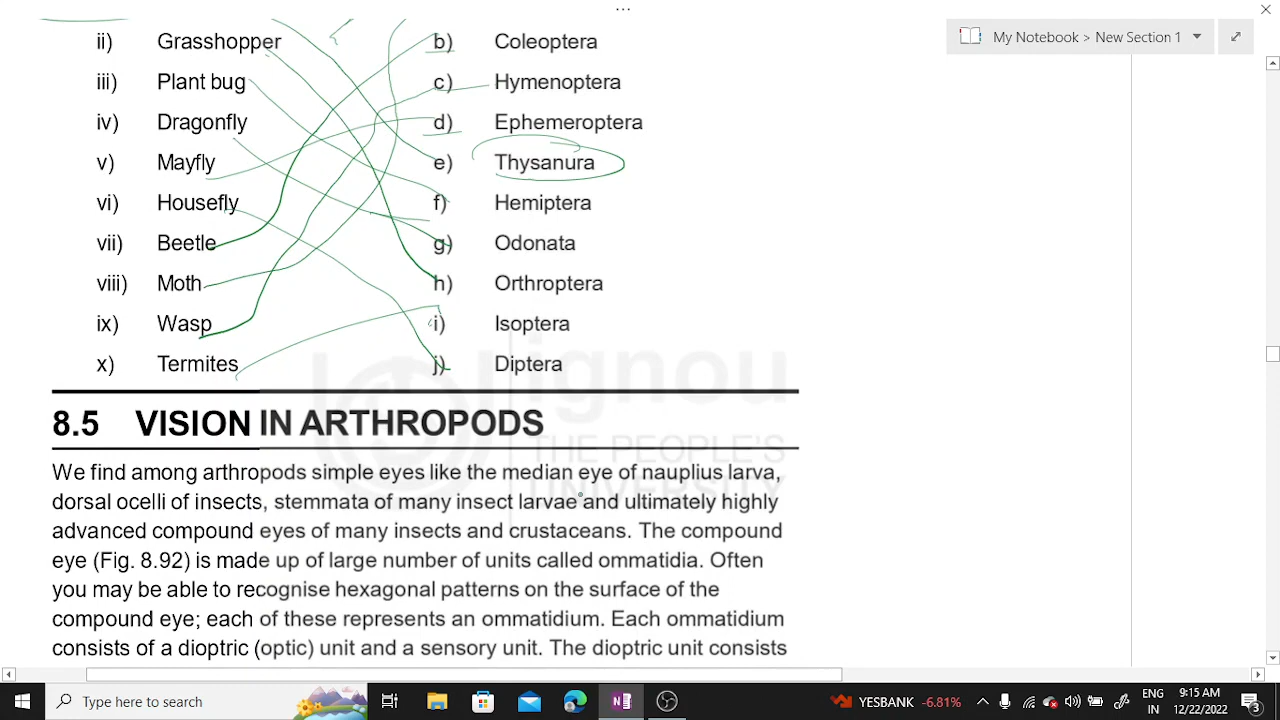 ...
My Notebook > New Section 1
ii) Grasshopper b) Coleoptera
iii) Plant bug c) Hymenoptera
iv) Dragonfly d) Ephemeroptera
v) Mayfly e) Thysanura
vi) Housefly f) Hemiptera
vii) Beetle g) Odonata
viii) Moth h) Orthroptera
ix) Wasp i) Isoptera
x) Termites j) Diptera
ignou
THE PEOPLE'S
UNIVERSITY
8.5 VISION IN ARTHROPODS
We find among arthropods simple eyes like the median eye of nauplius larva,
dorsal ocelli of insects, stemmata of many insect larvae and ultimately highly
advanced compound eyes of many insects and crustaceans. The compound
eye (Fig. 8.92) is made up of large number of units called ommatidia. Often
you may be able to recognise hexagonal patterns on the surface of the
compound eye; each of these represents an ommatidium. Each ommatidium
consists of a dioptric (optic) unit and a sensory unit. The dioptric unit consists
Type here to search
YESBANK -6.81%
ENG
IN
9:15 AM
12/22/2022
3